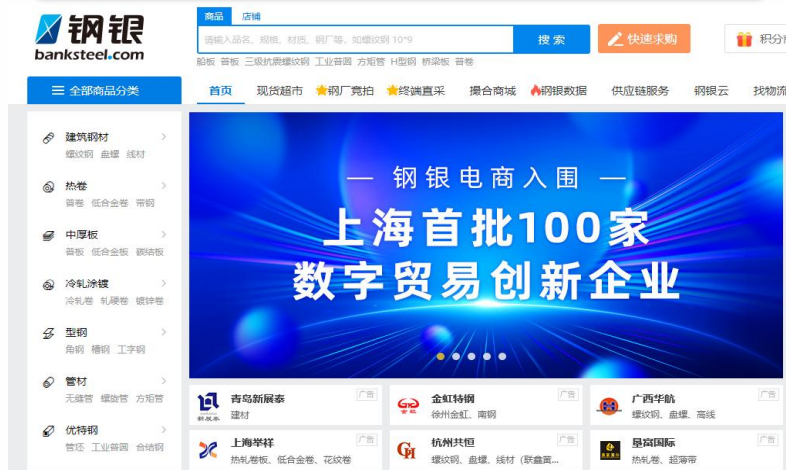 商品 店铺
钢银
banksteel.com
请输入品名、规格、材质、钢厂等，如螺纹钢 10*9
搜索
快速求购
积分
船板 普板 三级抗震螺纹钢 工业普圆 方矩管 H型钢 桥梁板 普卷
全部商品分类
首页 现货超市 钢厂竞拍 终端直采 撮合商城 钢银数据 供应链服务 钢银云 找物流
建筑钢材
螺纹钢 盘螺 线材
热卷
普卷 低合金卷 带钢
中厚板
普板 低合金板 碳结板
冷轧涂镀
冷轧卷 轧硬卷 镀锌卷
型钢
角钢 槽钢 工字钢
管材
无缝管 螺旋管 方矩管
优特钢
管坯 工业普圆 合结钢
— 钢银电商入围 —
上海首批100家
数字贸易创新企业
青岛新展泰 广告
建材
金虹特钢 广告
徐州金虹、南钢
广西华航 广告
螺纹钢、盘螺、高线
上海举祥 广告
热轧卷板、低合金卷、花纹卷
杭州共恒 广告
螺纹钢、盘螺、线材（联鑫黄...
垦富国际 广告
热轧卷、超薄带